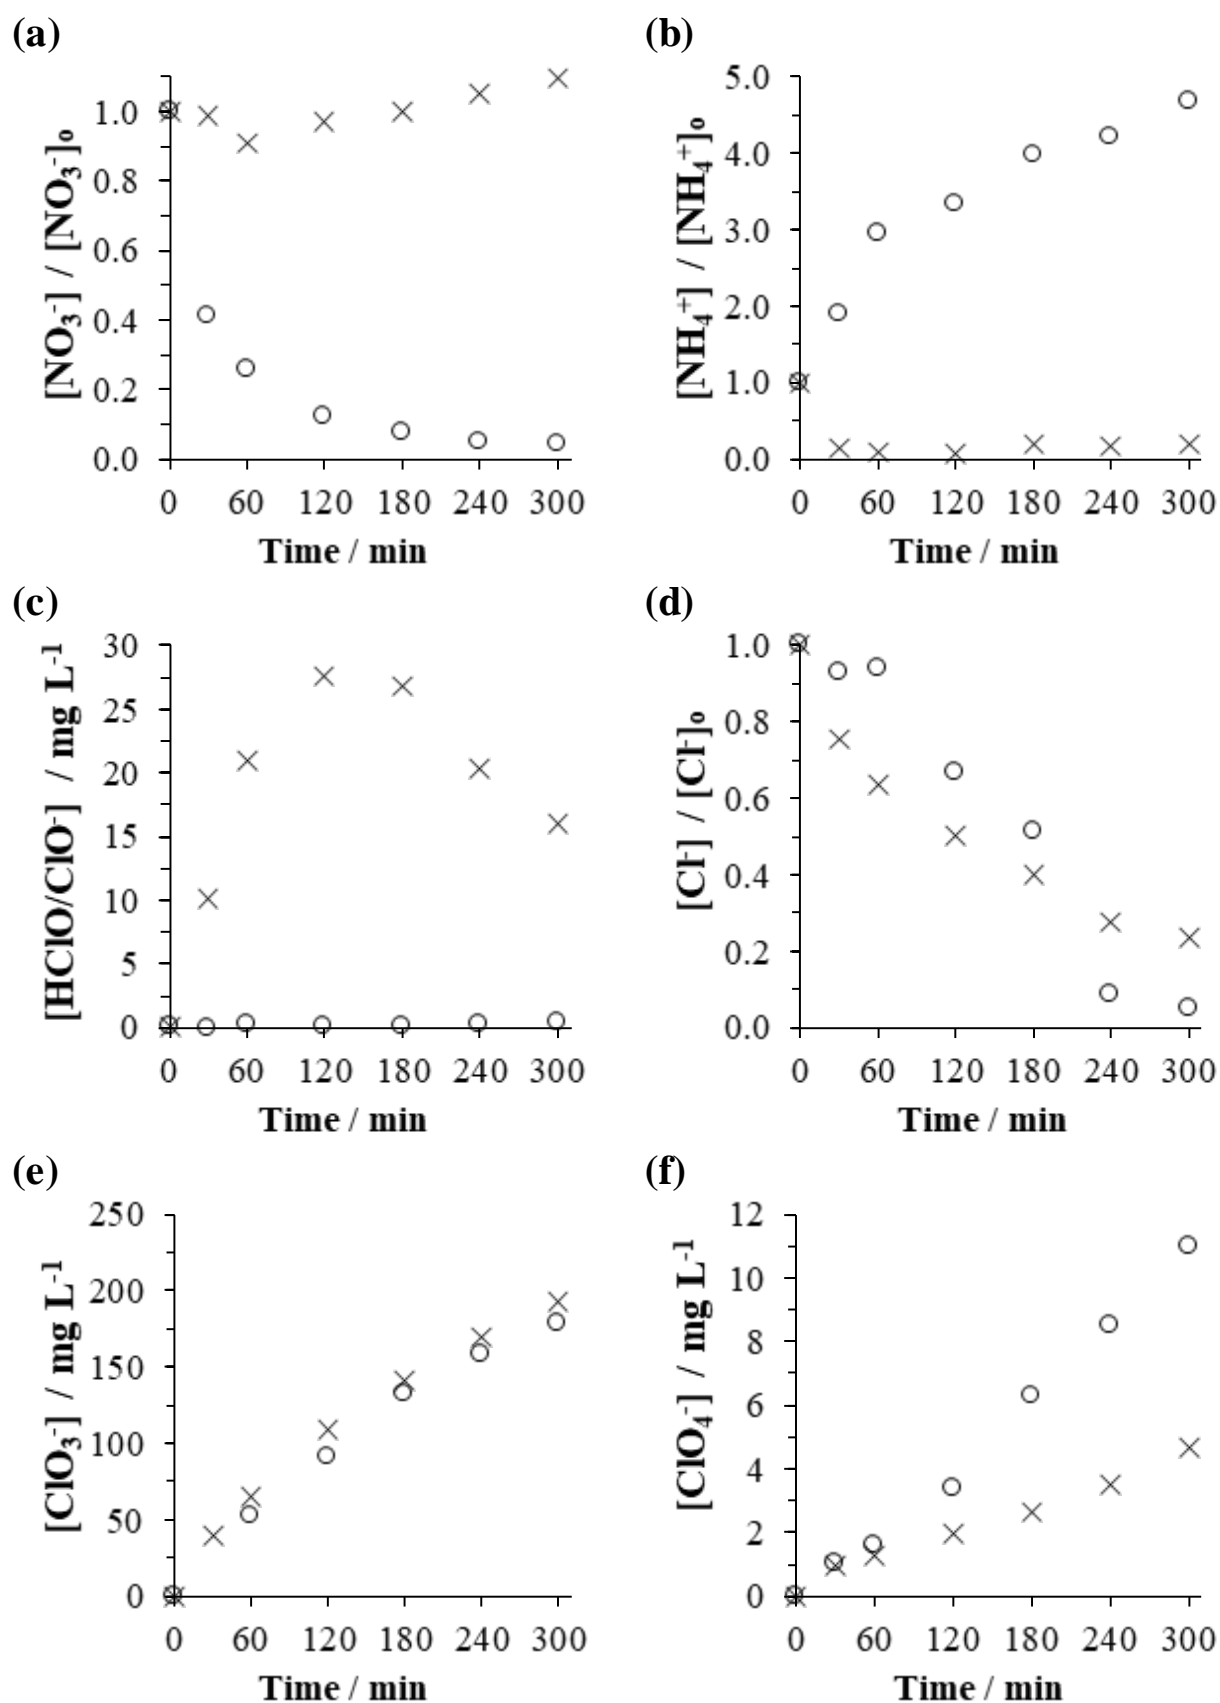 (a)
[NO₃⁻] / [NO₃⁻]₀
1.0
0.8
0.6
0.4
0.2
0.0
0 60 120 180 240 300
Time / min
(b)
[NH₄⁺] / [NH₄⁺]₀
5.0
4.0
3.0
2.0
1.0
0.0
0 60 120 180 240 300
Time / min
(c)
[HClO/ClO⁻] / mg L⁻¹
30
25
20
15
10
5
0
0 60 120 180 240 300
Time / min
(d)
[Cl⁻] / [Cl⁻]₀
1.0
0.8
0.6
0.4
0.2
0.0
0 60 120 180 240 300
Time / min
(e)
[ClO₃⁻] / mg L⁻¹
250
200
150
100
50
0
0 60 120 180 240 300
Time / min
(f)
[ClO₄⁻] / mg L⁻¹
12
10
8
6
4
2
0
0 60 120 180 240 300
Time / min